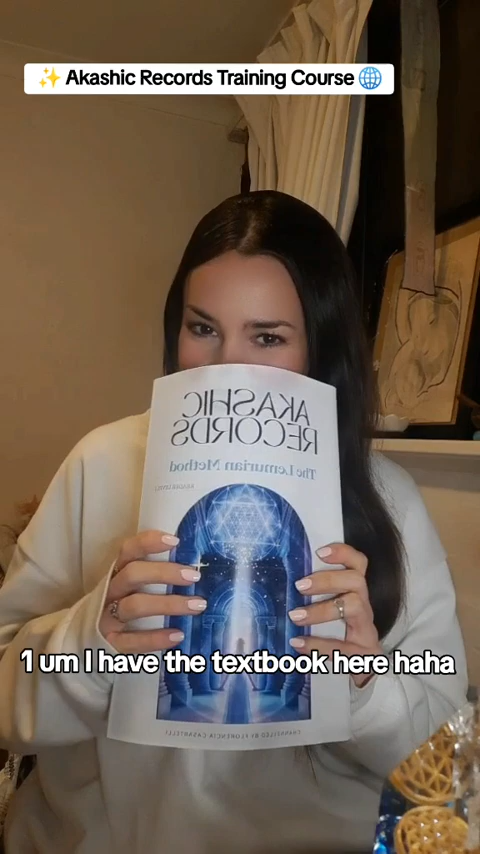 ✨ Akashic Records Training Course 🌐
AKASHIC
RECORDS
The Lemurian Method
1 um I have the textbook here haha